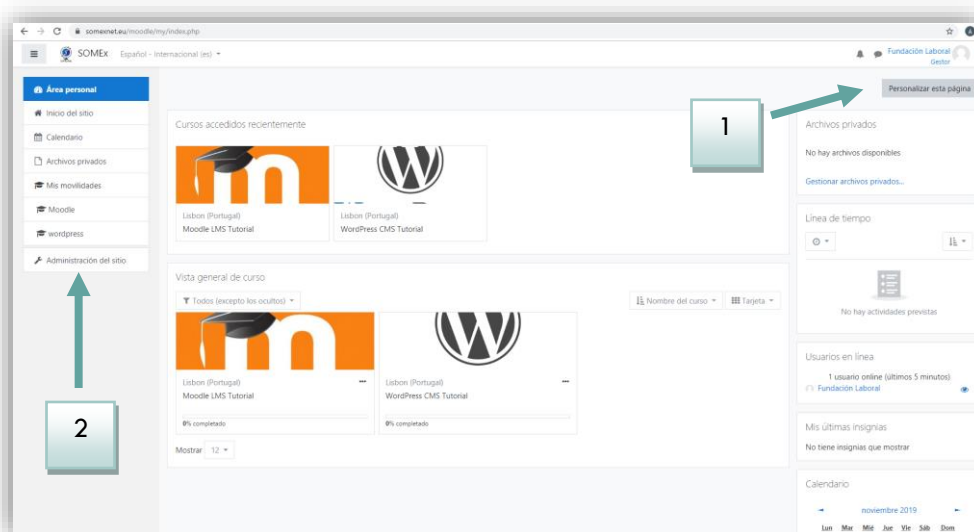 somexnet.eu/moodle/my/index.php
SOMEx Español - Internacional (es)
Fundación Laboral
Gestor
Área personal
Inicio del sitio
Calendario
Archivos privados
Mis movilidades
Moodle
wordpress
Administración del sitio
2
Personalizar esta página
1
Cursos accedidos recientemente
Lisbon (Portugal)
Moodle LMS Tutorial
Lisbon (Portugal)
WordPress CMS Tutorial
Vista general de curso
Todos (excepto los ocultos)
Nombre del curso
Tarjeta
Lisbon (Portugal)
Moodle LMS Tutorial
0% completado
Lisbon (Portugal)
WordPress CMS Tutorial
0% completado
Mostrar 12
Archivos privados
No hay archivos disponibles
Gestionar archivos privados...
Línea de tiempo
No hay actividades previstas
Usuarios en línea
1 usuario online (últimos 5 minutos)
Fundación Laboral
Mis últimas insignias
No tiene insignias que mostrar
Calendario
noviembre 2019
Lun Mar Mié Jue Vie Sáb Dom